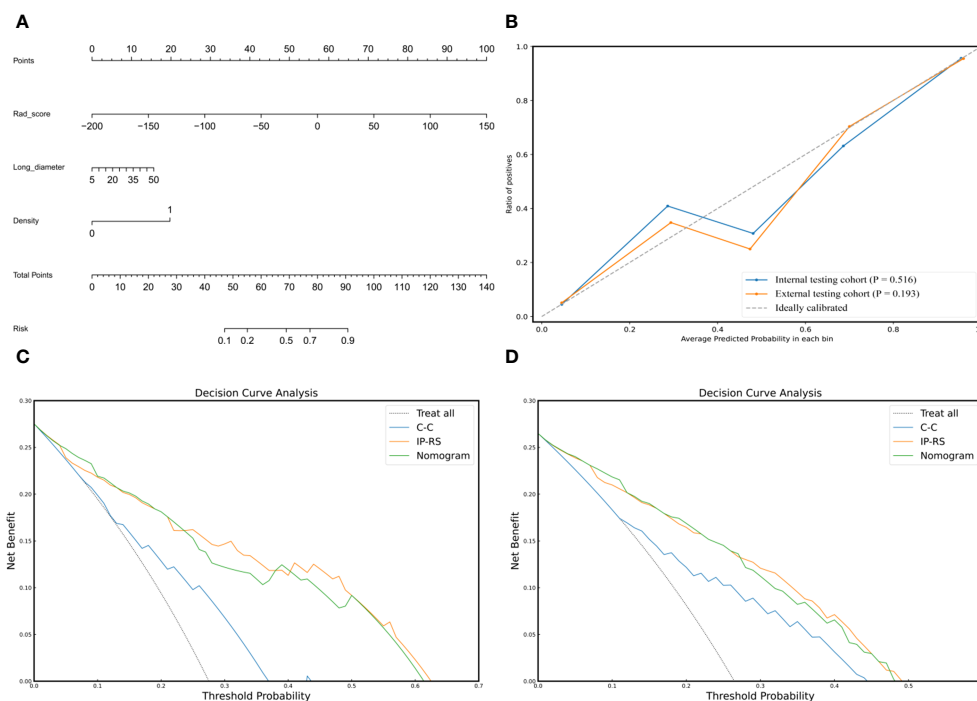 A
Points
0 10 20 30 40 50 60 70 80 90 100
Rad_score
−200 −150 −100 −50 0 50 100 150
Long_diameter
5 20 35 50
Density
1
0
Total Points
0 10 20 30 40 50 60 70 80 90 100 110 120 130 140
Risk
0.1 0.2 0.5 0.7 0.9
B
1.0
0.8
0.6
0.4
0.2
0.0
Ratio of positives
0.0 0.2 0.4 0.6 0.8
Average Predicted Probability in each bin
Internal testing cohort (P = 0.516)
External testing cohort (P = 0.193)
Ideally calibrated
C
Decision Curve Analysis
0.30
0.25
0.20
0.15
0.10
0.05
0.00
Net Benefit
0.0 0.1 0.2 0.3 0.4 0.5 0.6 0.7
Threshold Probability
Treat all
C-C
IP-RS
Nomogram
D
Decision Curve Analysis
0.30
0.25
0.20
0.15
0.10
0.05
0.00
Net Benefit
0.0 0.1 0.2 0.3 0.4 0.5
Threshold Probability
Treat all
C-C
IP-RS
Nomogram